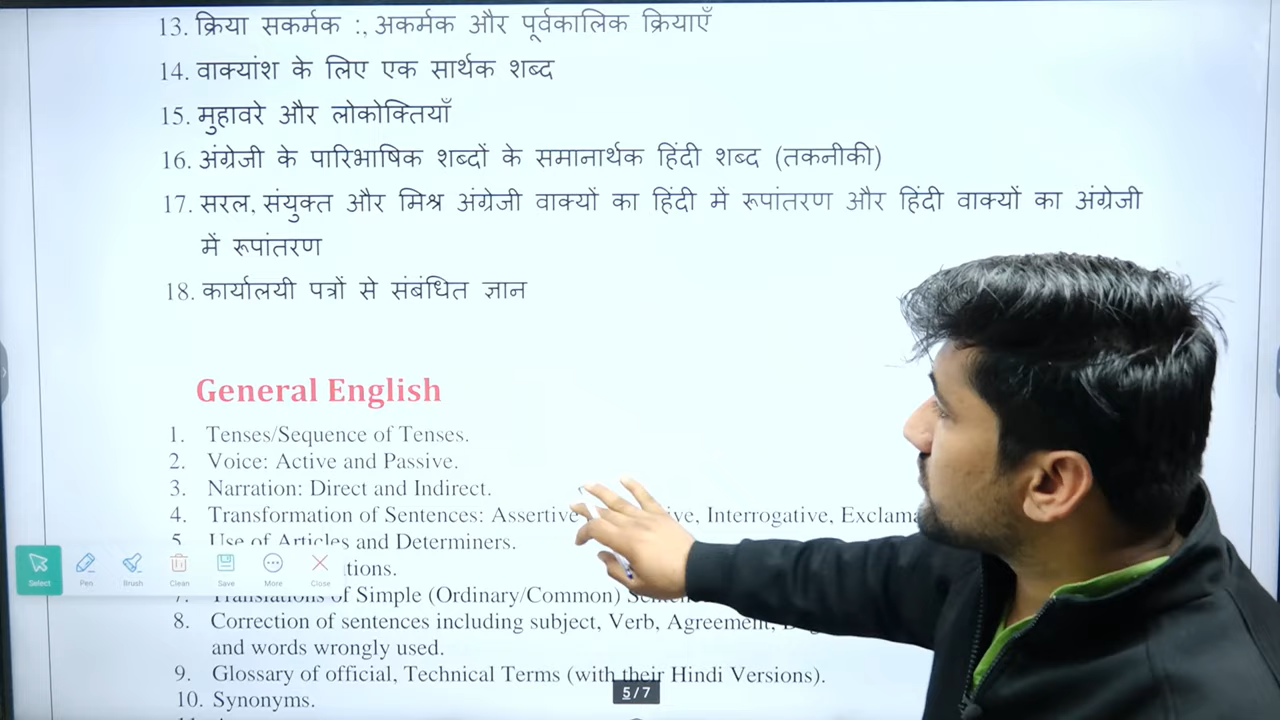 13. क्रिया सकर्मक :, अकर्मक और पूर्वकालिक क्रियाएँ
14. वाक्यांश के लिए एक सार्थक शब्द
15. मुहावरे और लोकोक्तियाँ
16. अंग्रेजी के पारिभाषिक शब्दों के समानार्थक हिंदी शब्द (तकनीकी)
17. सरल, संयुक्त और मिश्र अंग्रेजी वाक्यों का हिंदी में रूपांतरण और हिंदी वाक्यों का अंग्रेजी
में रूपांतरण
18. कार्यालयी पत्रों से संबंधित ज्ञान
General English
1. Tenses/Sequence of Tenses.
2. Voice: Active and Passive.
3. Narration: Direct and Indirect.
4. Transformation of Sentences: Assertive Interrogative,
5. Use of Articles and Determiners.
7. Translations of Simple (Ordinary/Common)
8. Correction of sentences including subject, Verb, Agreement,
and words wrongly used.
9. Glossary of official, Technical Terms (with their Hindi Versions).
10. Synonyms.
Select Pen Brush Clean Save More Close
5/7